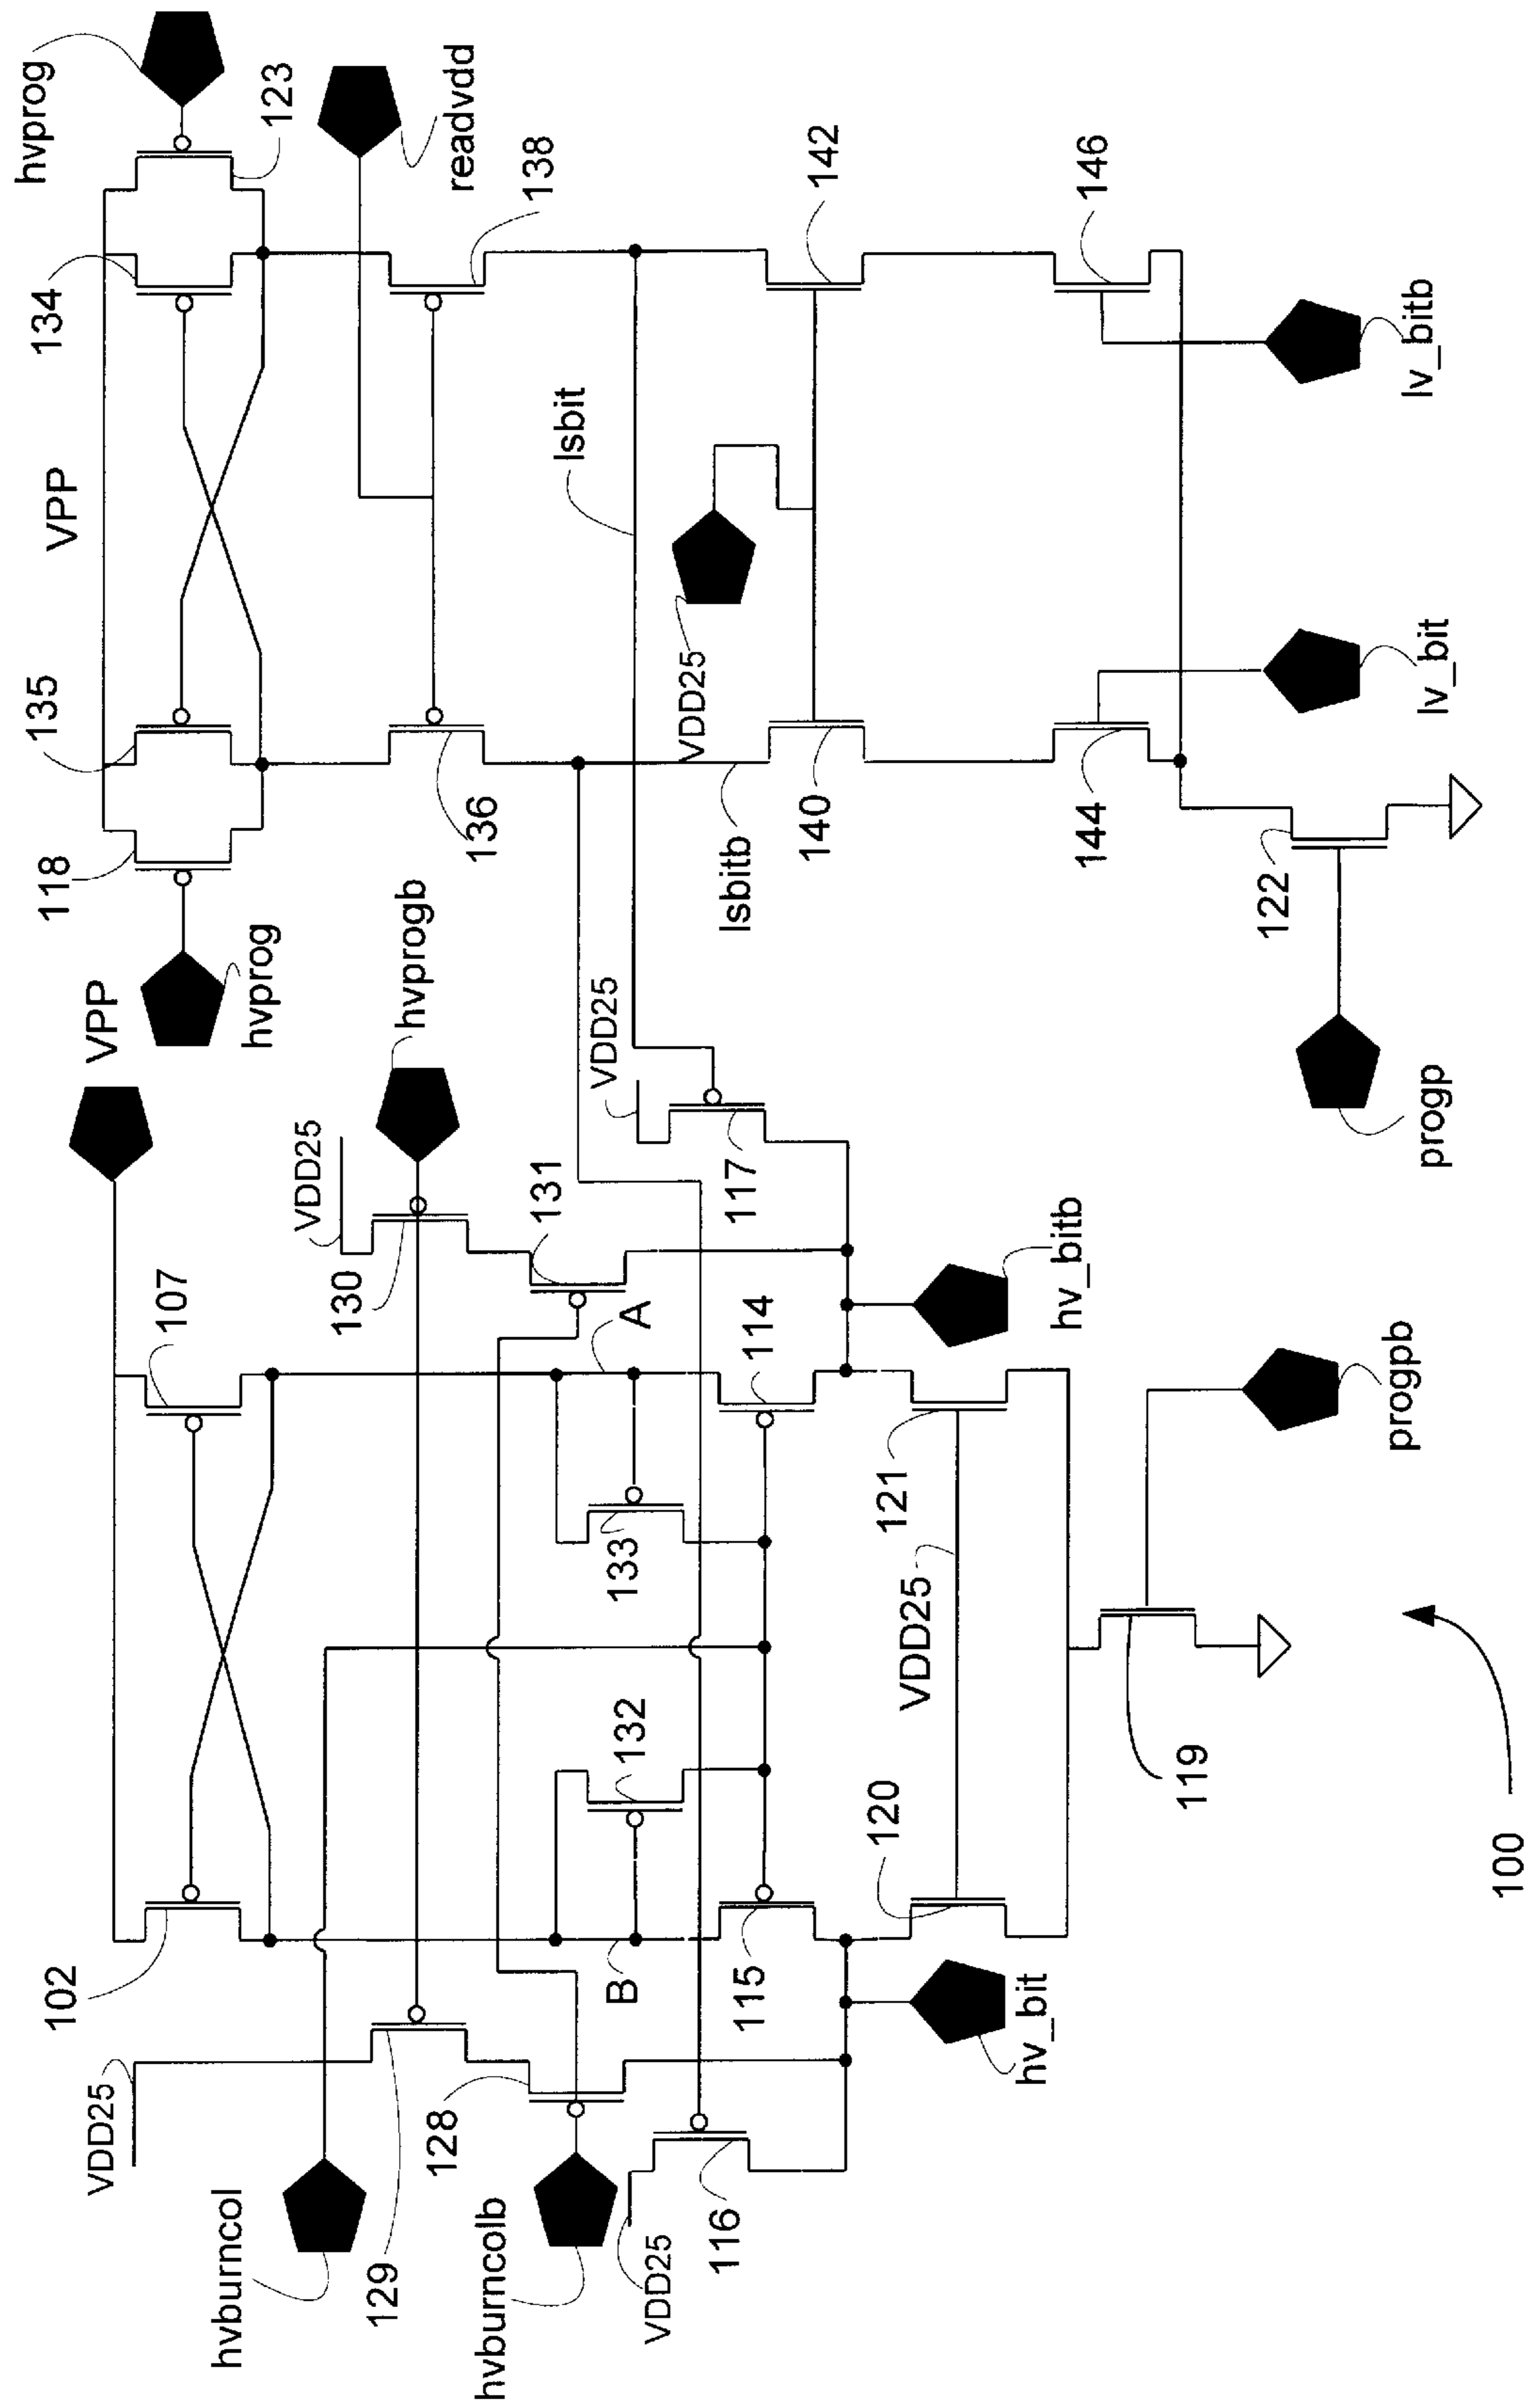 hvprog
102
118
135
VPP
134
VDD25
VPP
107
hvburncol
hvprog
123
VDD25
130
129
hvprogb
128
readvdd
hvburncolb
136
131
138
lsbit
VDD25
B
132
133
A
VDD25
VDD25
116
lsbitb
115
117
114
140
142
120
121
VDD25
hv_bit
hv_bitb
144
146
119
122
progpb
progp
lv_bit
lv_bitb
100